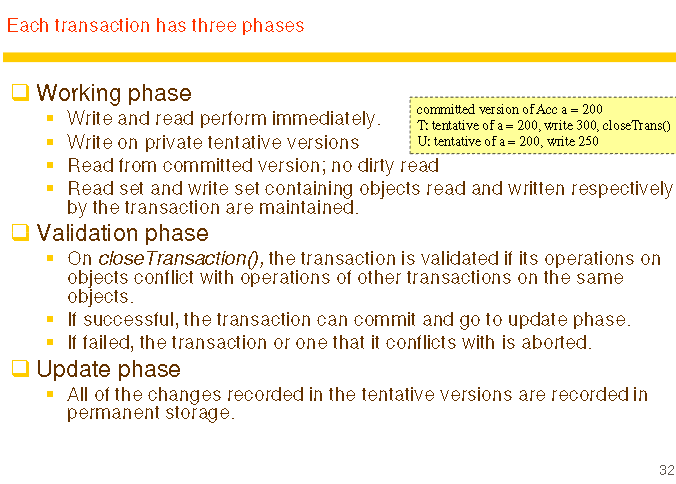 Each transaction has three phases
Working phase
Write and read perform immediately.
Write on private tentative versions
Read from committed version; no dirty read
Read set and write set containing objects read and written respectively
by the transaction are maintained.
committed version of Acc a = 200
T: tentative of a = 200, write 300, closeTrans()
U: tentative of a = 200, write 250
Validation phase
On closeTransaction(), the transaction is validated if its operations on
objects conflict with operations of other transactions on the same
objects.
If successful, the transaction can commit and go to update phase.
If failed, the transaction or one that it conflicts with is aborted.
Update phase
All of the changes recorded in the tentative versions are recorded in
permanent storage.
32